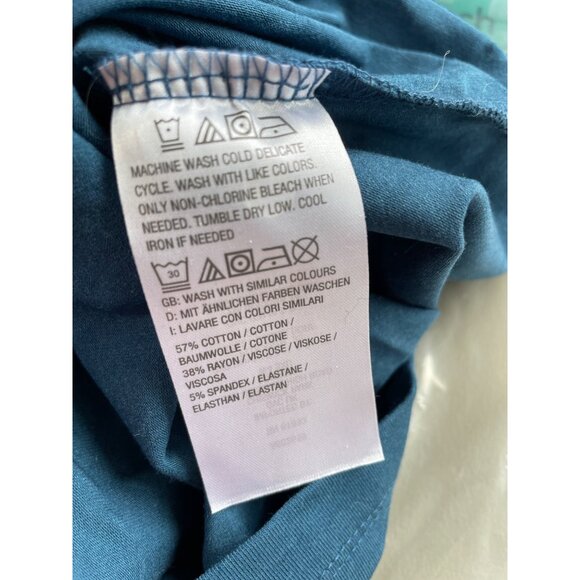 MACHINE WASH COLD DELICATE
CYCLE. WASH WITH LIKE COLORS.
ONLY NON-CHLORINE BLEACH WHEN
NEEDED. TUMBLE DRY LOW. COOL
IRON IF NEEDED
30
GB: WASH WITH SIMILAR COLOURS
D: MIT ÄHNLICHEN FARBEN WASCHEN
I: LAVARE CON COLORI SIMILARI
57% COTTON / COTTON /
BAUMWOLLE / COTONE
38% RAYON / VISCOSE / VISKOSE /
VISCOSA
5% SPANDEX / ELASTANE /
ELASTHAN / ELASTAN